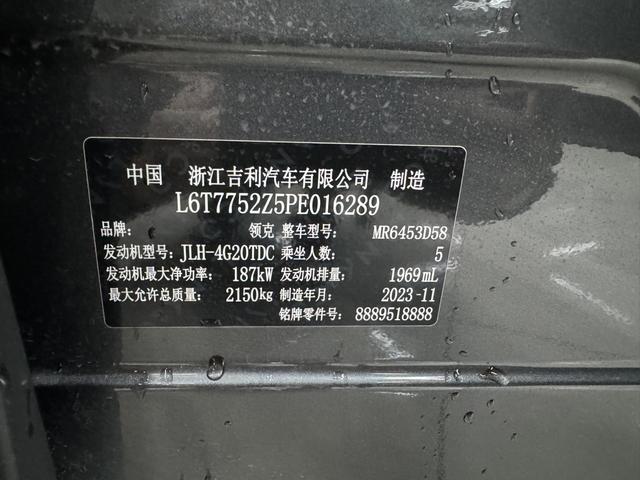 中国 浙江吉利汽车有限公司 制造
L6T7752Z5PE016289
品牌: 领克 整车型号: MR6453D58
发动机型号: JLH-4G20TDC 乘坐人数: 5
发动机最大净功率: 187kW 发动机排量: 1969mL
最大允许总质量: 2150kg 制造年月: 2023-11
铭牌零件号: 8889518888